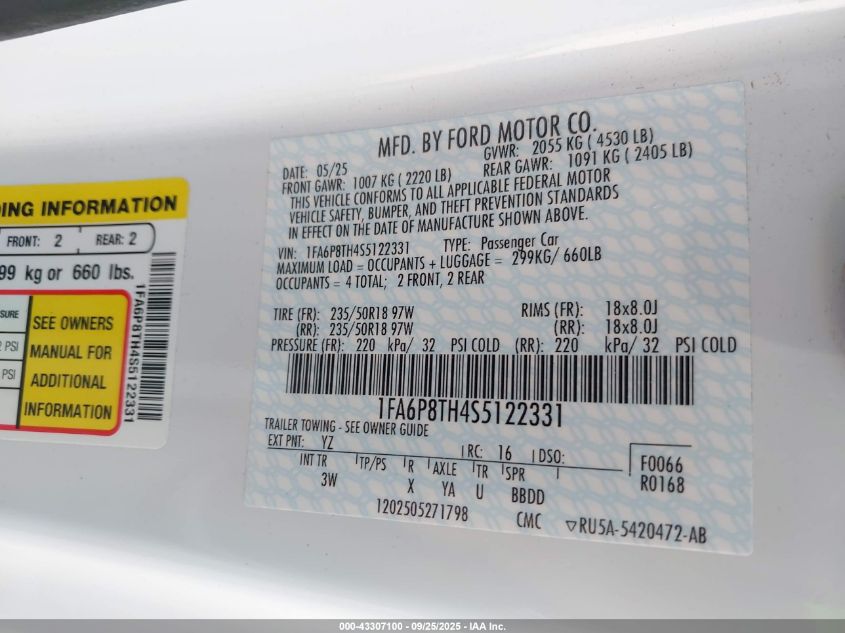 ING INFORMATION
FRONT: 2 REAR: 2
99 kg or 660 lbs.
SURE
PSI
PSI
SEE OWNERS
MANUAL FOR
ADDITIONAL
INFORMATION
1FA6P8TH4S5122331
MFD. BY FORD MOTOR CO.
DATE: 05/25 GVWR: 2055 KG ( 4530 LB)
FRONT GAWR: 1007 KG ( 2220 LB) REAR GAWR: 1091 KG ( 2405 LB)
THIS VEHICLE CONFORMS TO ALL APPLICABLE FEDERAL MOTOR
VEHICLE SAFETY, BUMPER, AND THEFT PREVENTION STANDARDS
IN EFFECT ON THE DATE OF MANUFACTURE SHOWN ABOVE.
VIN: 1FA6P8TH4S5122331 TYPE: Passenger Car
MAXIMUM LOAD = OCCUPANTS + LUGGAGE = 299KG/ 660LB
OCCUPANTS = 4 TOTAL; 2 FRONT, 2 REAR
TIRE (FR): 235/50R18 97W RIMS (FR): 18x8.0J
(RR): 235/50R18 97W (RR): 18x8.0J
PRESSURE (FR): 220 kPa/ 32 PSI COLD (RR): 220 kPa/ 32 PSI COLD
1FA6P8TH4S5122331
TRAILER TOWING - SEE OWNER GUIDE
EXT PNT: YZ RC: 16 DSO:
F0066
R0168
INT TR TP/PS R AXLE TR SPR
3W X YA U BBDD
1202505271798 CMC ▽RU5A-5420472-AB
000-43307100 - 09/25/2025 - IAA Inc.